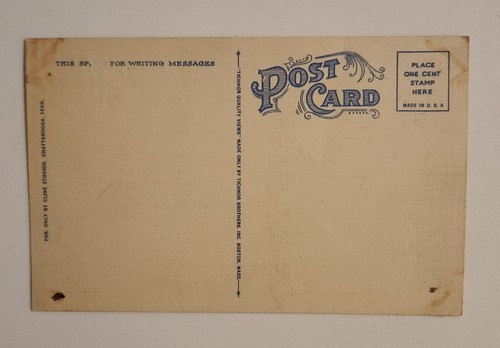 THIS SP. FOR WRITING MESSAGES
POST CARD
PLACE
ONE CENT
STAMP
HERE
MADE IN U. S. A
PUB. ONLY BY CLINE STUDIOS, CHATTANOOGA, TENN.
"TICHNOR QUALITY VIEWS" MADE ONLY BY TICHNOR BROTHERS, INC. BOSTON, MASS.